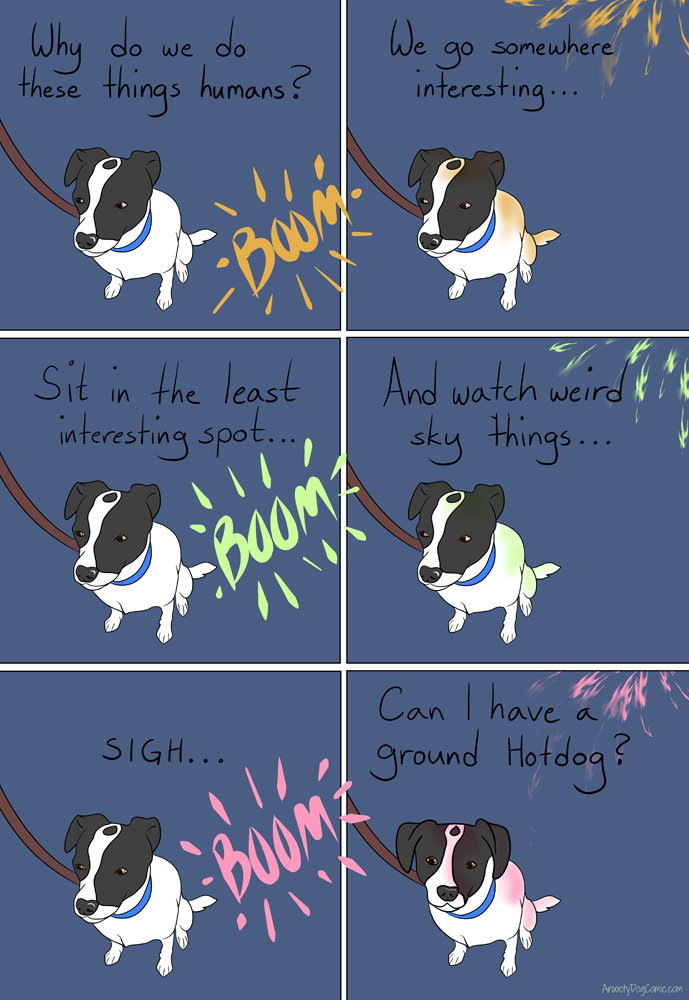 Why do we do
these things humans?
BOOM
We go somewhere
interesting...
Sit in the least
interesting spot...
BOOM
And watch weird
sky things...
SIGH...
BOOM
Can I have a
ground Hotdog?
AnxietyDogComic.com